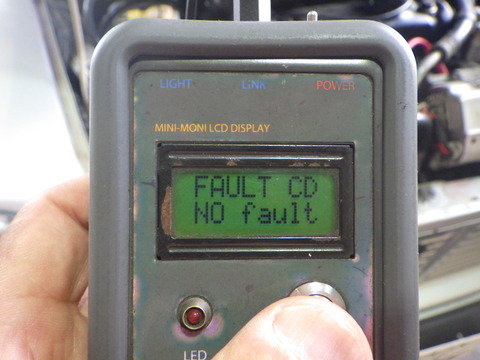 LIGHT LINK POWER
MINI-MONI LCD DISPLAY
FAULT CD
NO fault
LED